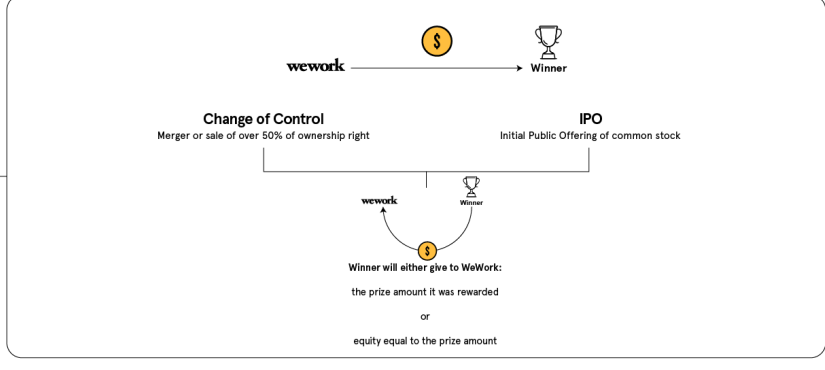 $
wework
Winner
Change of Control
IPO
Merger or sale of over 50% of ownership right
Initial Public Offering of common stock
wework
Winner
$
Winner will either give to WeWork:
the prize amount it was rewarded
or
equity equal to the prize amount